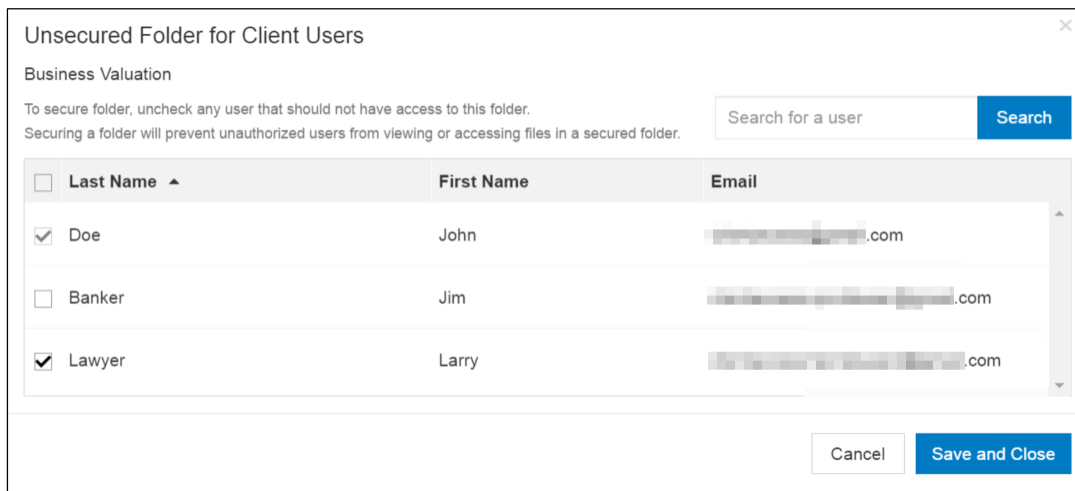 Unsecured Folder for Client Users
Business Valuation
To secure folder, uncheck any user that should not have access to this folder.
Securing a folder will prevent unauthorized users from viewing or accessing files in a secured folder.
Search for a user Search
Last Name First Name Email
Doe John .com
Banker Jim .com
Lawyer Larry .com
Cancel Save and Close